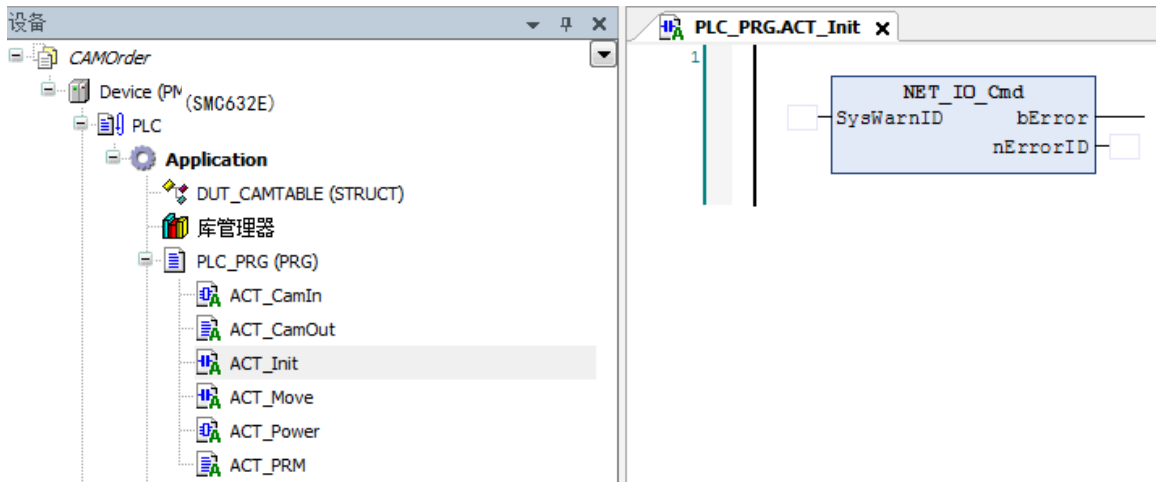 设备
CAMOrder
Device (PM
(SMC632E)
PLC
Application
DUT_CAMTABLE (STRUCT)
库管理器
PLC_PRG (PRG)
ACT_CamIn
ACT_CamOut
ACT_Init
ACT_Move
ACT_Power
ACT_PRM
PLC_PRG.ACT_Init
1
NET_IO_Cmd
SysWarnID bError
nErrorID